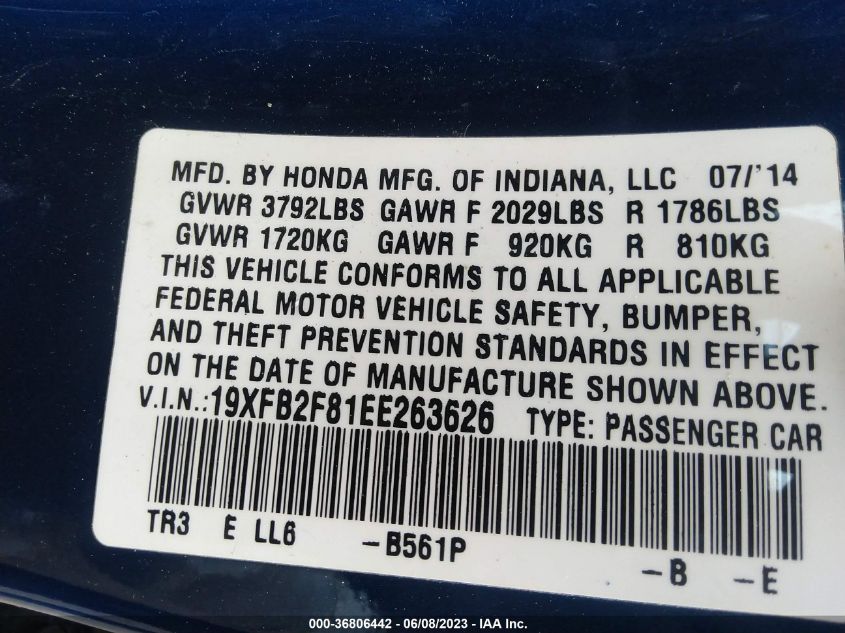 MFD. BY HONDA MFG. OF INDIANA, LLC 07/'14
GVWR 3792LBS GAWR F 2029LBS R 1786LBS
GVWR 1720KG GAWR F 920KG R 810KG
THIS VEHICLE CONFORMS TO ALL APPLICABLE
FEDERAL MOTOR VEHICLE SAFETY, BUMPER,
AND THEFT PREVENTION STANDARDS IN EFFECT
ON THE DATE OF MANUFACTURE SHOWN ABOVE.
V.I.N.:19XFB2F81EE263626 TYPE: PASSENGER CAR
TR3 E LL6 -B561P -B -E
000-36806442 - 06/08/2023 - IAA Inc.